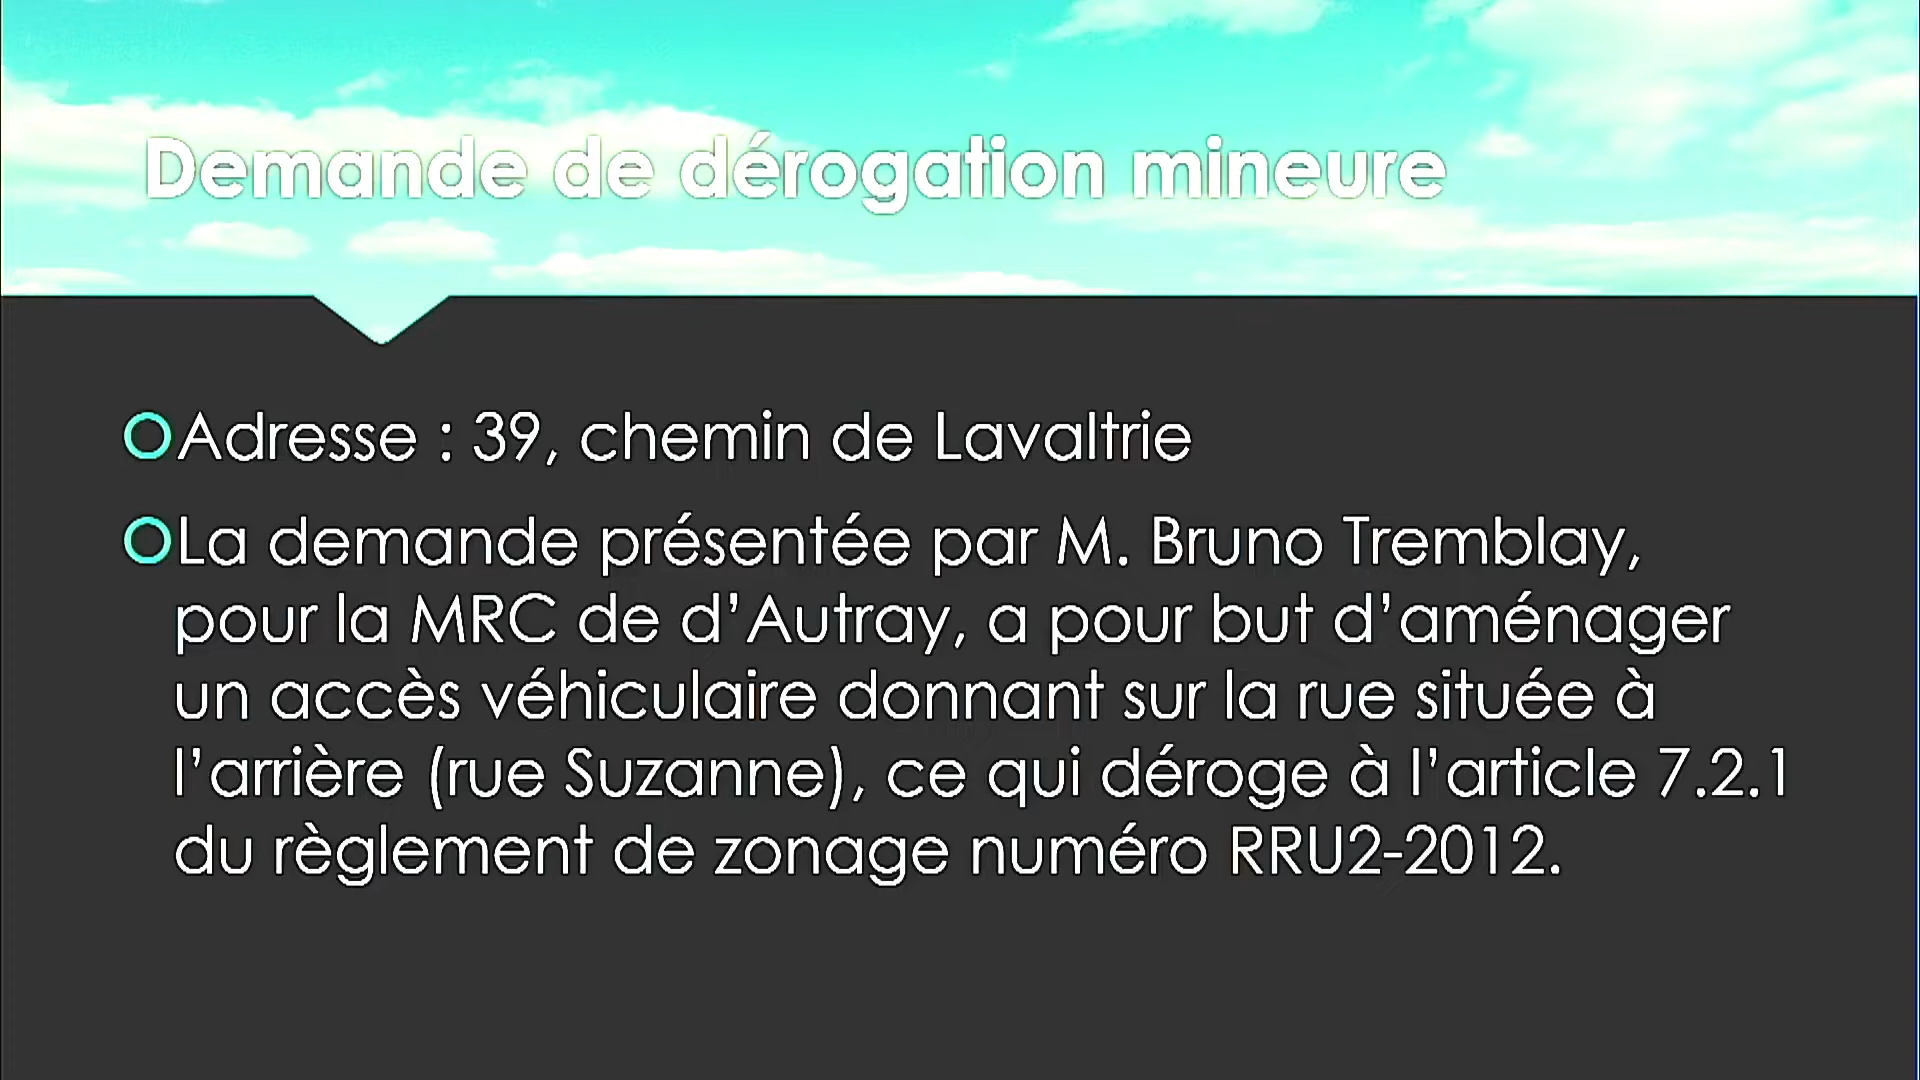 Demande de dérogation mineure
Adresse : 39, chemin de Lavaltrie
La demande présentée par M. Bruno Tremblay,
pour la MRC de d’Autray, a pour but d’aménager
un accès véhiculaire donnant sur la rue située à
l’arrière (rue Suzanne), ce qui déroge à l’article 7.2.1
du règlement de zonage numéro RRU2-2012.